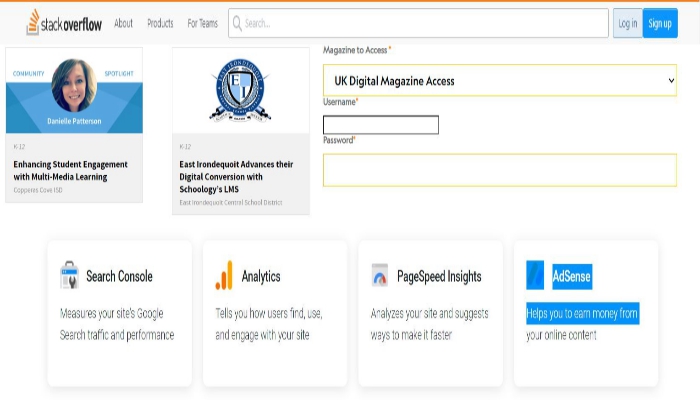 stackoverflow About Products For Teams Search... Log in Sign up
COMMUNITY SPOTLIGHT
Danielle Patterson
K-12
Enhancing Student Engagement
with Multi-Media Learning
Copperas Cove ISD
K-12
East Irondequoit Advances their
Digital Conversion with
Schoology's LMS
East Irondequoit Central School District
Magazine to Access *
UK Digital Magazine Access
Username*
Password*
Search Console
Measures your site's Google
Search traffic and performance
Analytics
Tells you how users find, use,
and engage with your site
PageSpeed Insights
Analyzes your site and suggests
ways to make it faster
AdSense
Helps you to earn money from
your online content